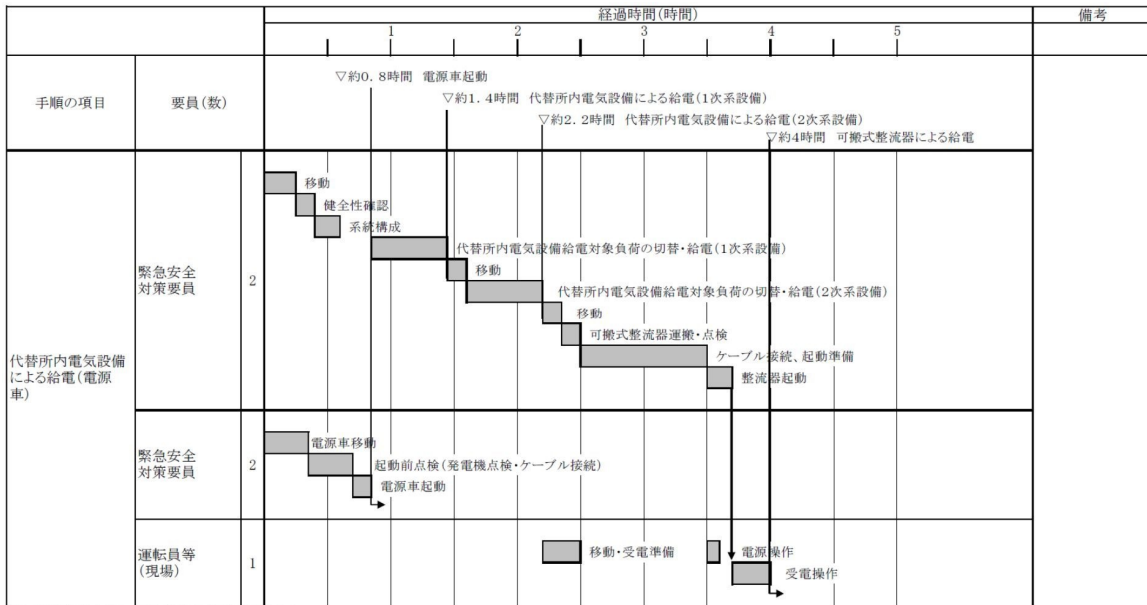 経過時間(時間)
備考
1
2
3
4
5
手順の項目
要員(数)
▽約0.8時間 電源車起動
▽約1.4時間 代替所内電気設備による給電(1次系設備)
▽約2.2時間 代替所内電気設備による給電(2次系設備)
▽約4時間 可搬式整流器による給電
代替所内電気設備
による給電(電源
車)
緊急安全
対策要員
2
移動
健全性確認
系統構成
代替所内電気設備給電対象負荷の切替・給電(1次系設備)
移動
代替所内電気設備給電対象負荷の切替・給電(2次系設備)
移動
可搬式整流器運搬・点検
ケーブル接続、起動準備
整流器起動
緊急安全
対策要員
2
電源車移動
起動前点検(発電機点検・ケーブル接続)
電源車起動
運転員等
(現場)
1
移動・受電準備
電源操作
受電操作